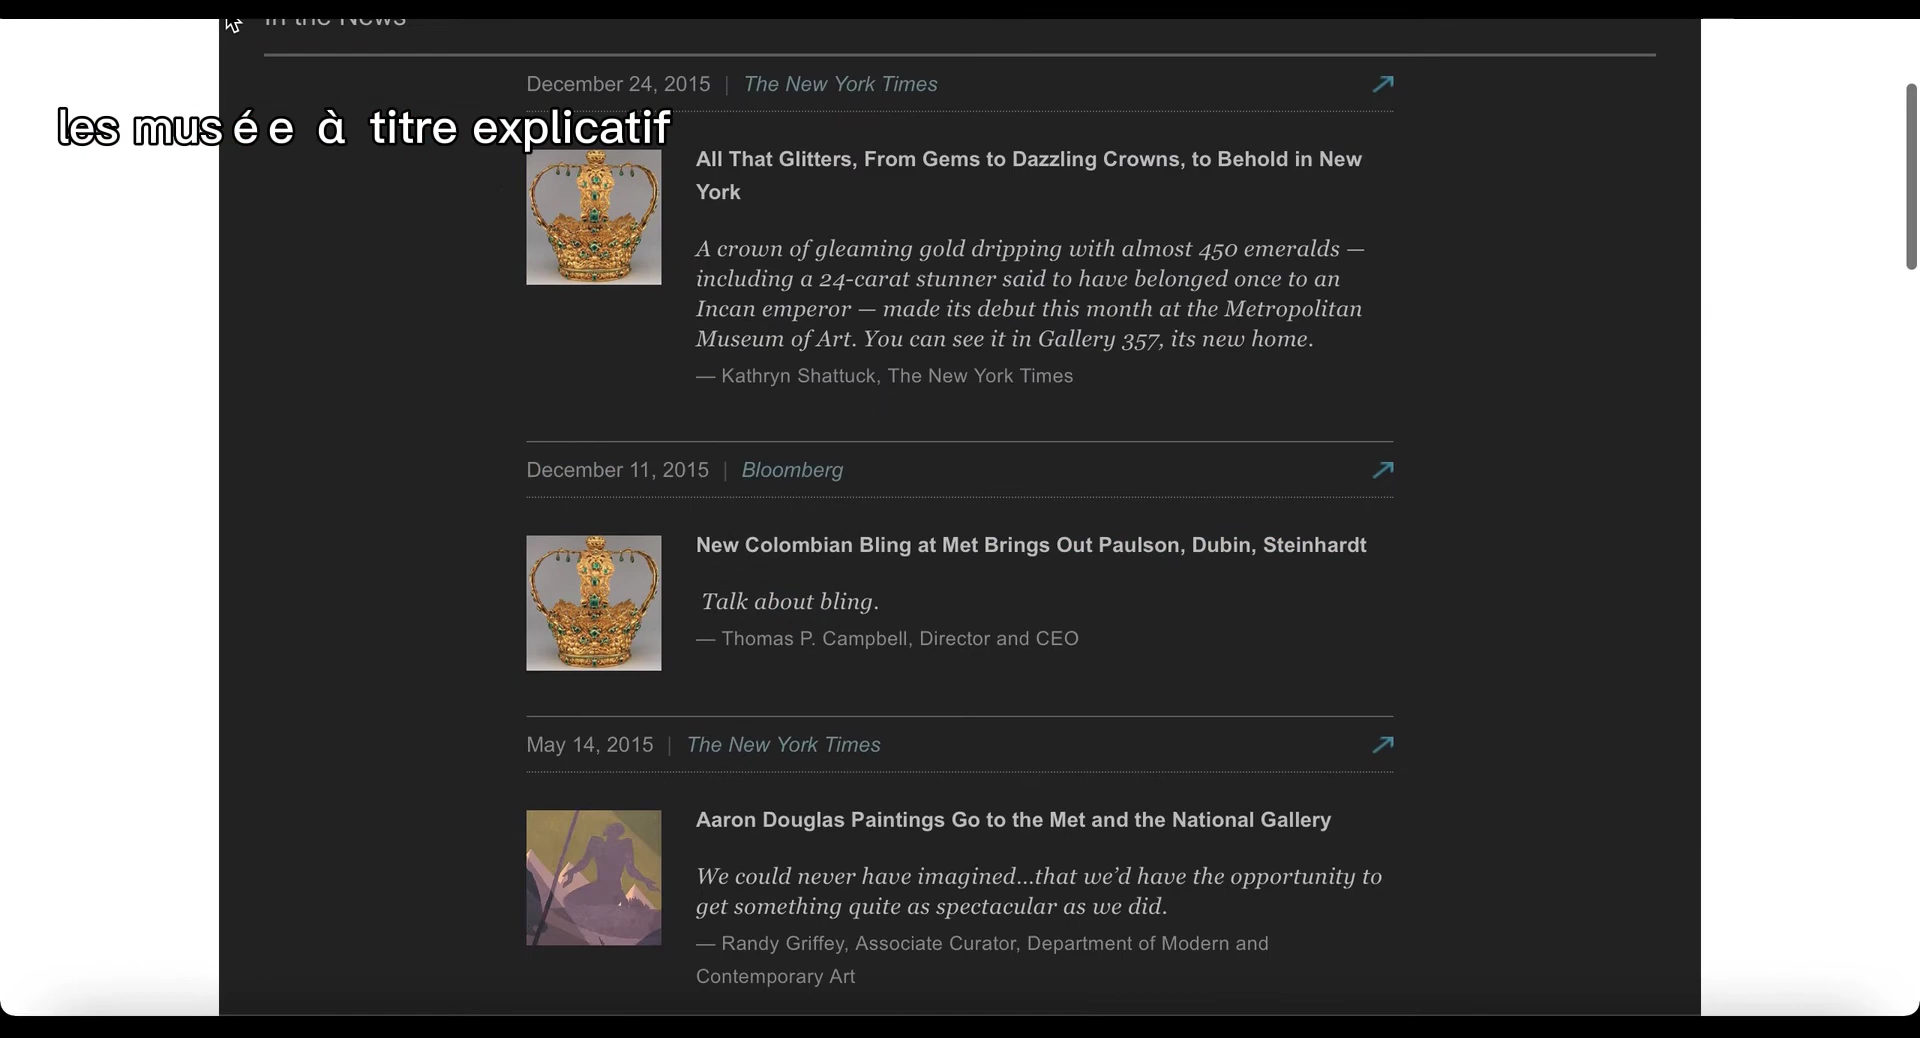 In the News
December 24, 2015 | The New York Times
les musée à titre explicatif
All That Glitters, From Gems to Dazzling Crowns, to Behold in New
York
A crown of gleaming gold dripping with almost 450 emeralds —
including a 24-carat stunner said to have belonged once to an
Incan emperor — made its debut this month at the Metropolitan
Museum of Art. You can see it in Gallery 357, its new home.
— Kathryn Shattuck, The New York Times
December 11, 2015 | Bloomberg
New Colombian Bling at Met Brings Out Paulson, Dubin, Steinhardt
Talk about bling.
— Thomas P. Campbell, Director and CEO
May 14, 2015 | The New York Times
Aaron Douglas Paintings Go to the Met and the National Gallery
We could never have imagined...that we’d have the opportunity to
get something quite as spectacular as we did.
— Randy Griffey, Associate Curator, Department of Modern and
Contemporary Art